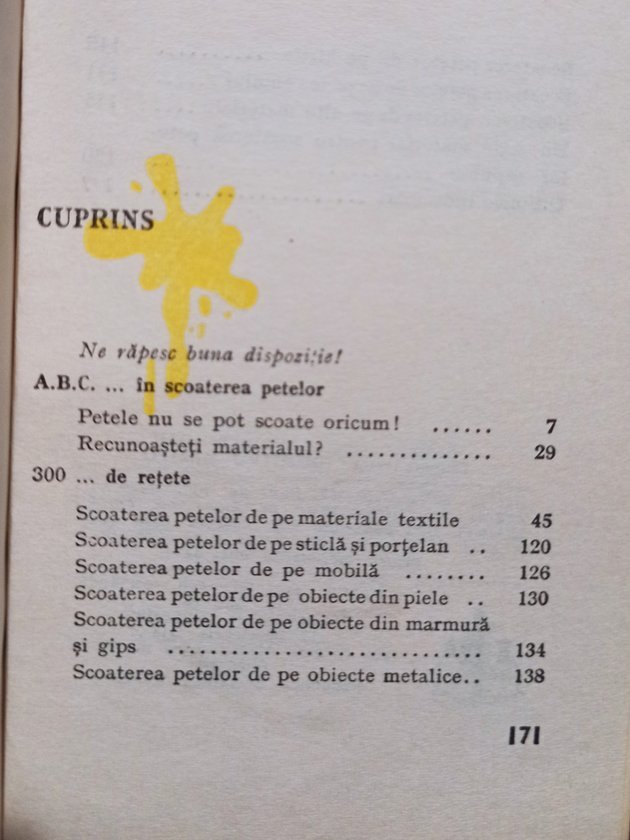 CUPRINS
Ne răpesc buna dispoziție!
A.B.C. ... în scoaterea petelor
Petele nu se pot scoate oricum! ...... 7
Recunoașteți materialul? .............. 29
300 ... de rețete
Scoaterea petelor de pe materiale textile 45
Scoaterea petelor de pe sticlă și porțelan .. 120
Scoaterea petelor de pe mobilă ........ 126
Scoaterea petelor de pe obiecte din piele .. 130
Scoaterea petelor de pe obiecte din marmură
și gips .............................. 134
Scoaterea petelor de pe obiecte metalice.. 138
171